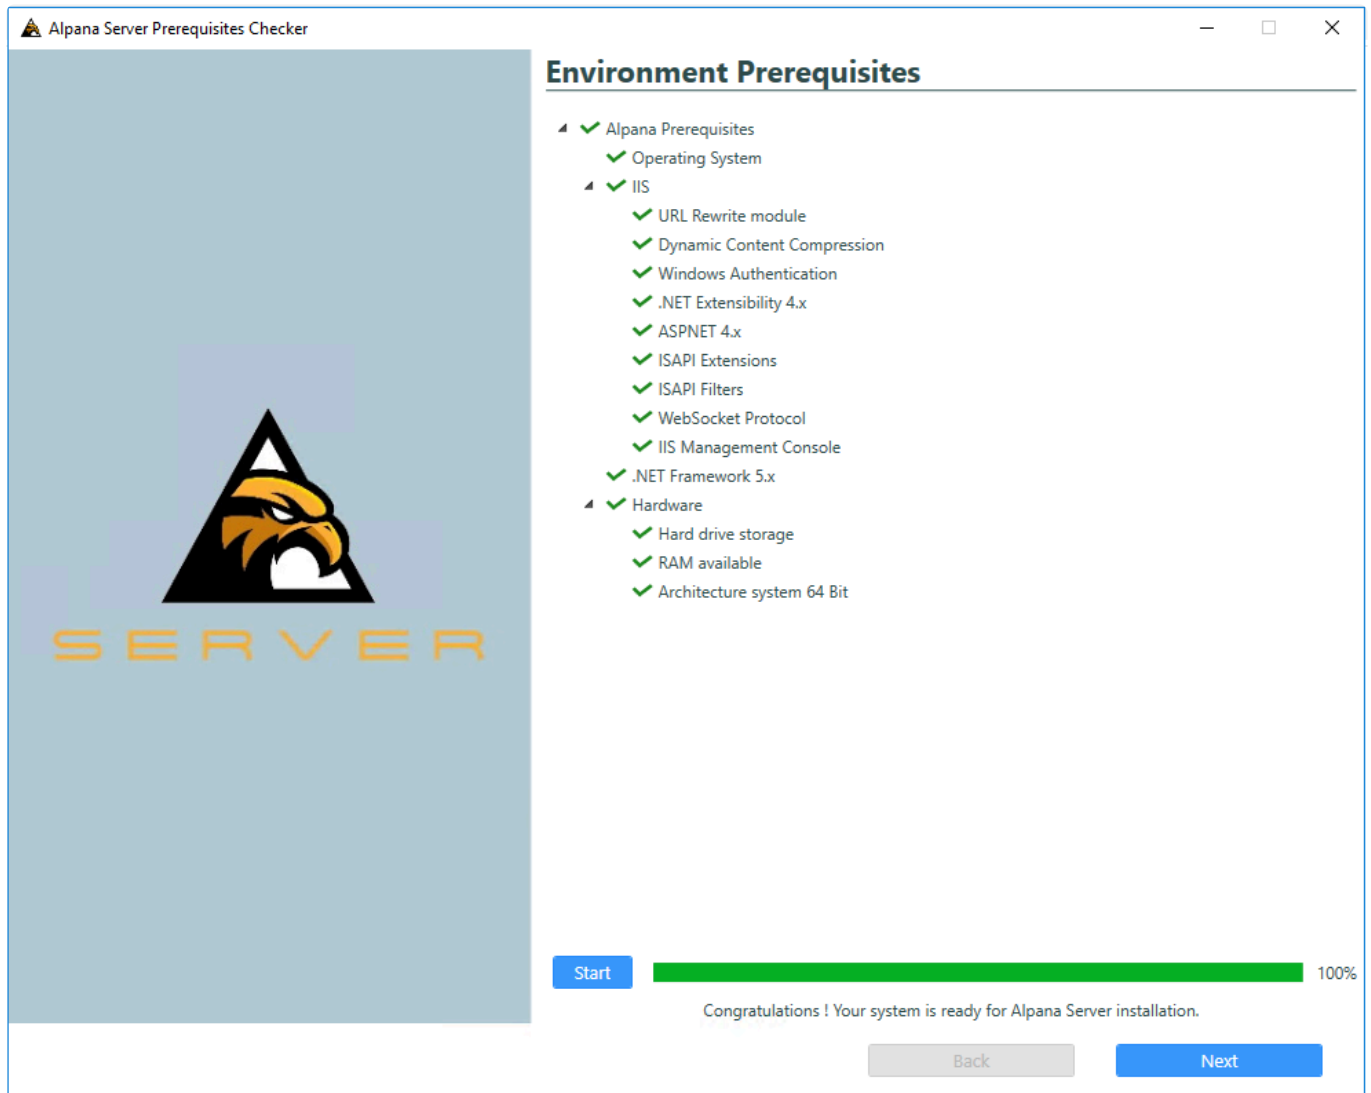 Alpana Server Prerequisites Checker
Environment Prerequisites
Alpana Prerequisites
Operating System
IIS
URL Rewrite module
Dynamic Content Compression
Windows Authentication
.NET Extensibility 4.x
ASPNET 4.x
ISAPI Extensions
ISAPI Filters
WebSocket Protocol
IIS Management Console
.NET Framework 5.x
Hardware
Hard drive storage
RAM available
Architecture system 64 Bit
SERVER
Start
100%
Congratulations ! Your system is ready for Alpana Server installation.
Back
Next